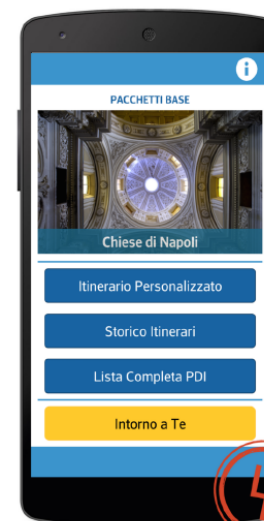 PACCHETTI BASE
Chiese di Napoli
Itinerario Personalizzato
Storico Itinerari
Lista Completa PDI
Intorno a Te